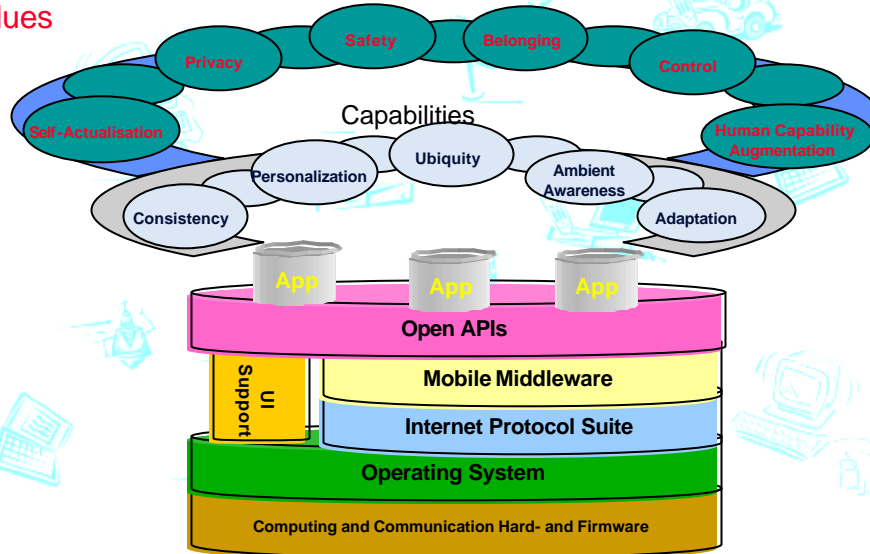 lues
Safety
Belonging
Privacy
Control
Capabilities
Self-Actualisation
Human Capability
Augmentation
Ubiquity
Personalization
Ambient
Awareness
Consistency
Adaptation
App
App
App
Open APIs
UI
Support
Mobile Middleware
Internet Protocol Suite
Operating System
Computing and Communication Hard- and Firmware